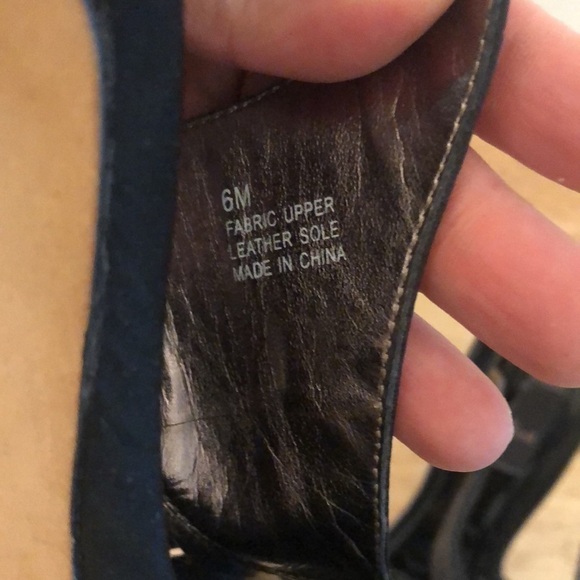 6M
FABRIC UPPER
LEATHER SOLE
MADE IN CHINA